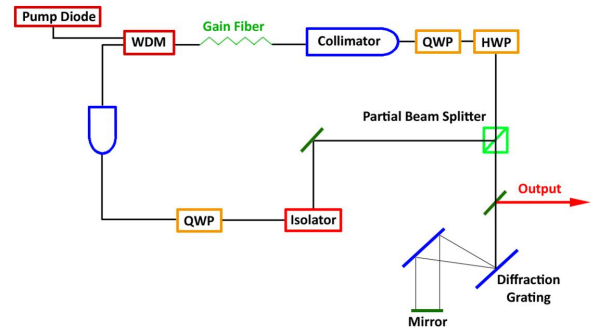 Pump Diode
WDM
Gain Fiber
Collimator
QWP
HWP
Partial Beam Splitter
Output
QWP
Isolator
Diffraction
Grating
Mirror